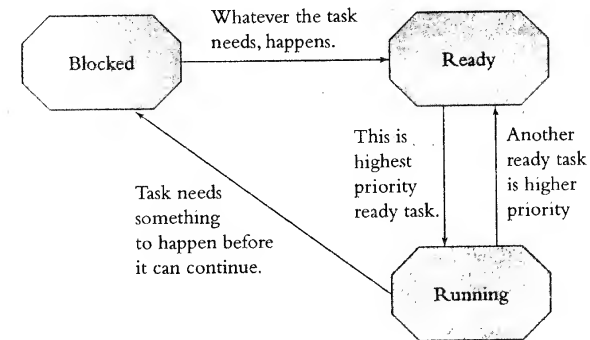 Whatever the task
needs, happens.
Blocked
Ready
This is
highest
priority
ready task.
Another
ready task
is higher
priority
Task needs
something
to happen before
it can continue.
Running